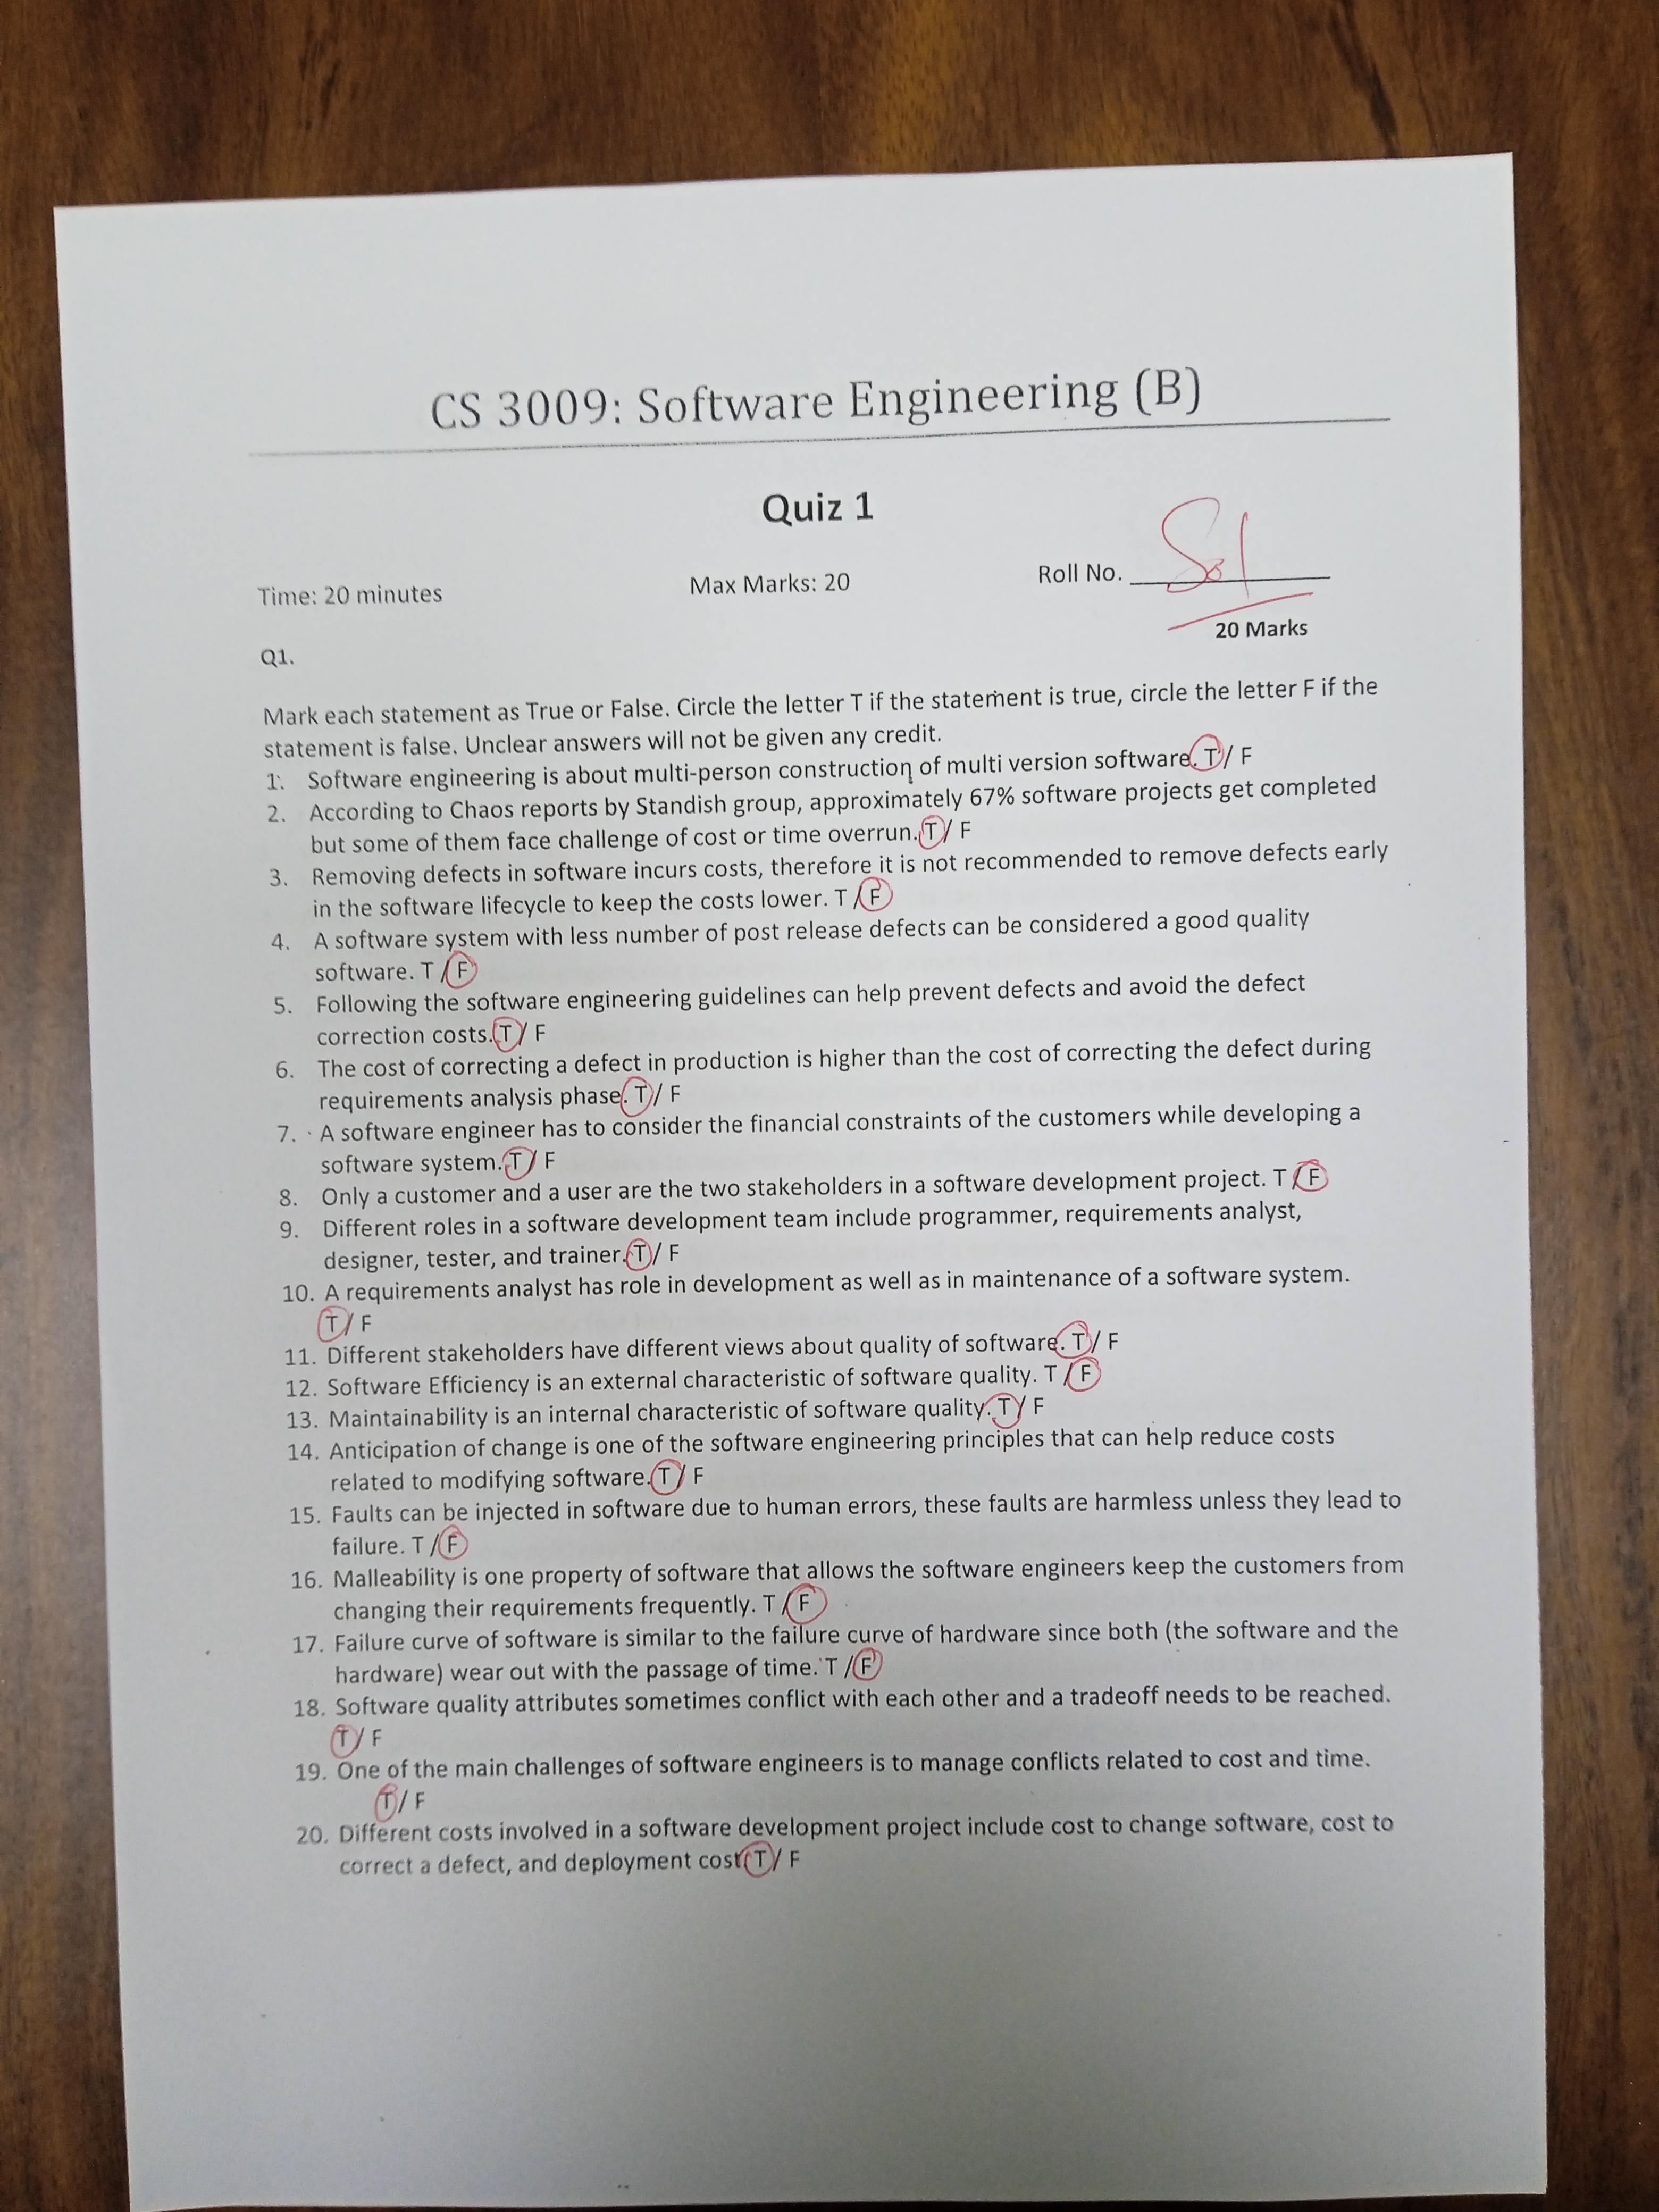 CS 3009: Software Engineering (B)
Quiz 1
Time: 20 minutes
Max Marks: 20
Roll No. Sol
20 Marks
Q1.
Mark each statement as True or False. Circle the letter T if the statement is true, circle the letter F if the
statement is false. Unclear answers will not be given any credit.
1. Software engineering is about multi-person construction of multi version software. T / F
2. According to Chaos reports by Standish group, approximately 67% software projects get completed
but some of them face challenge of cost or time overrun. T / F
3. Removing defects in software incurs costs, therefore it is not recommended to remove defects early
in the software lifecycle to keep the costs lower. T / F
4. A software system with less number of post release defects can be considered a good quality
software. T / F
5. Following the software engineering guidelines can help prevent defects and avoid the defect
correction costs. T / F
6. The cost of correcting a defect in production is higher than the cost of correcting the defect during
requirements analysis phase. T / F
7. A software engineer has to consider the financial constraints of the customers while developing a
software system. T / F
8. Only a customer and a user are the two stakeholders in a software development project. T / F
9. Different roles in a software development team include programmer, requirements analyst,
designer, tester, and trainer. T / F
10. A requirements analyst has role in development as well as in maintenance of a software system.
T / F
11. Different stakeholders have different views about quality of software. T / F
12. Software Efficiency is an external characteristic of software quality. T / F
13. Maintainability is an internal characteristic of software quality. T / F
14. Anticipation of change is one of the software engineering principles that can help reduce costs
related to modifying software. T / F
15. Faults can be injected in software due to human errors, these faults are harmless unless they lead to
failure. T / F
16. Malleability is one property of software that allows the software engineers keep the customers from
changing their requirements frequently. T / F
17. Failure curve of software is similar to the failure curve of hardware since both (the software and the
hardware) wear out with the passage of time. T / F
18. Software quality attributes sometimes conflict with each other and a tradeoff needs to be reached.
T / F
19. One of the main challenges of software engineers is to manage conflicts related to cost and time.
T / F
20. Different costs involved in a software development project include cost to change software, cost to
correct a defect, and deployment cost T / F